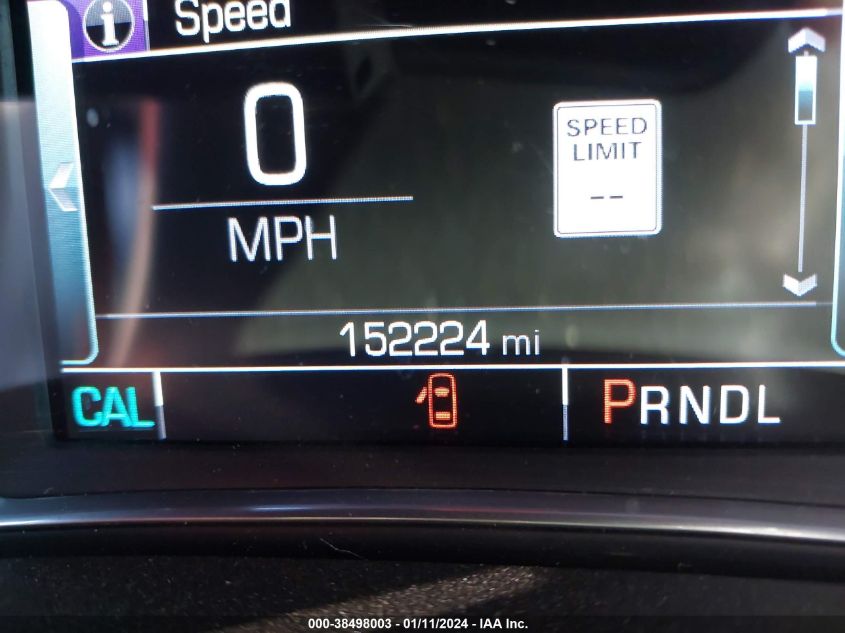 i Speed
0
MPH
SPEED
LIMIT
--
152224 mi
CAL
PRNDL
000-38498003 - 01/11/2024 - IAA Inc.